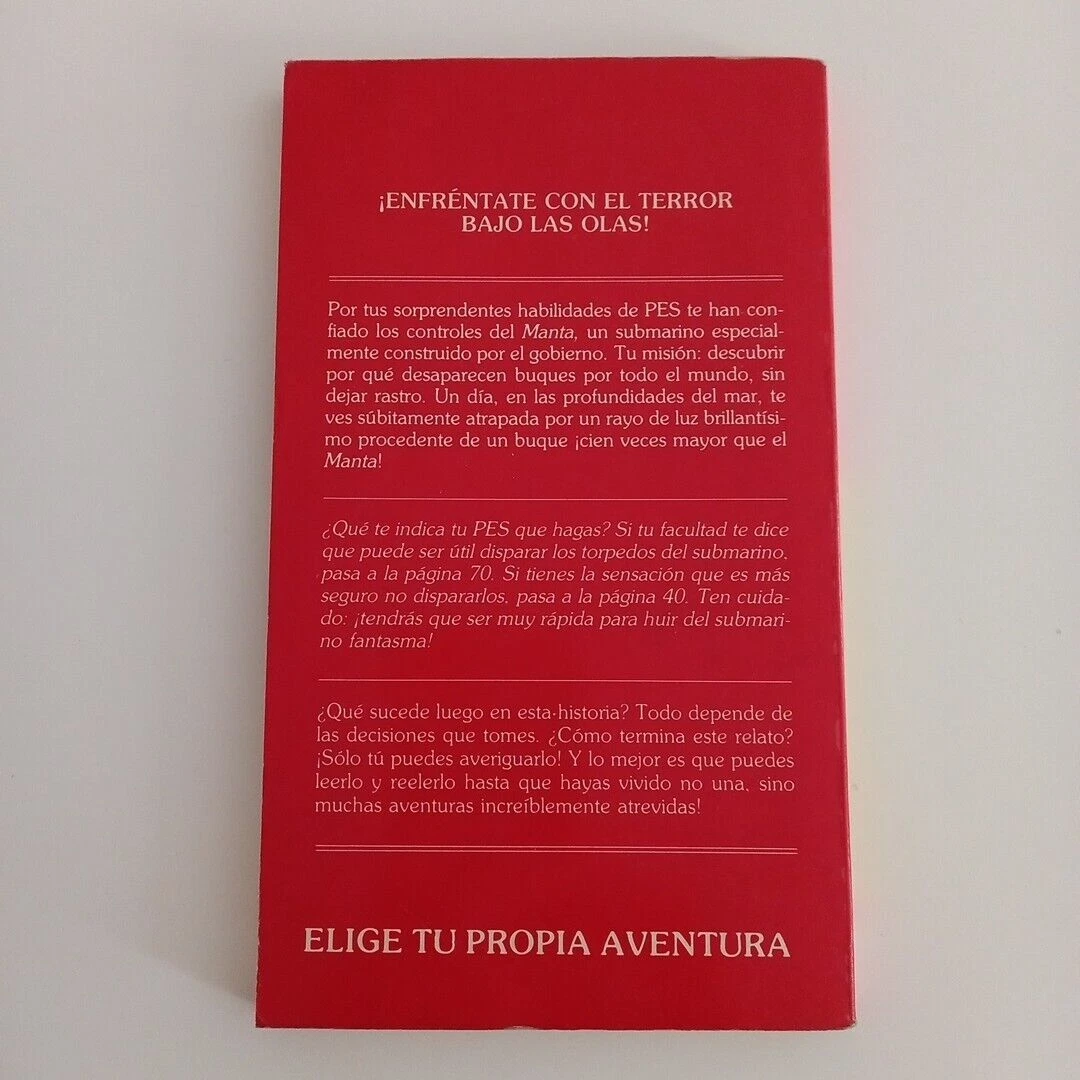 ¡ENFRÉNTATE CON EL TERROR
BAJO LAS OLAS!
Por tus sorprendentes habilidades de PES te han con-
fiado los controles del Manta, un submarino especial-
mente construido por el gobierno. Tu misión: descubrir
por qué desaparecen buques por todo el mundo, sin
dejar rastro. Un día, en las profundidades del mar, te
ves súbitamente atrapada por un rayo de luz brillantísi-
mo procedente de un buque ¡cien veces mayor que el
Manta!
¿Qué te indica tu PES que hagas? Si tu facultad te dice
que puede ser útil disparar los torpedos del submarino,
pasa a la página 70. Si tienes la sensación que es más
seguro no dispararlos, pasa a la página 40. Ten cuida-
do: ¡tendrás que ser muy rápida para huir del submari-
no fantasma!
¿Qué sucede luego en esta historia? Todo depende de
las decisiones que tomes. ¿Cómo termina este relato?
¡Sólo tú puedes averiguarlo! Y lo mejor es que puedes
leerlo y reelerlo hasta que hayas vivido no una, sino
muchas aventuras increíblemente atrevidas!
ELIGE TU PROPIA AVENTURA